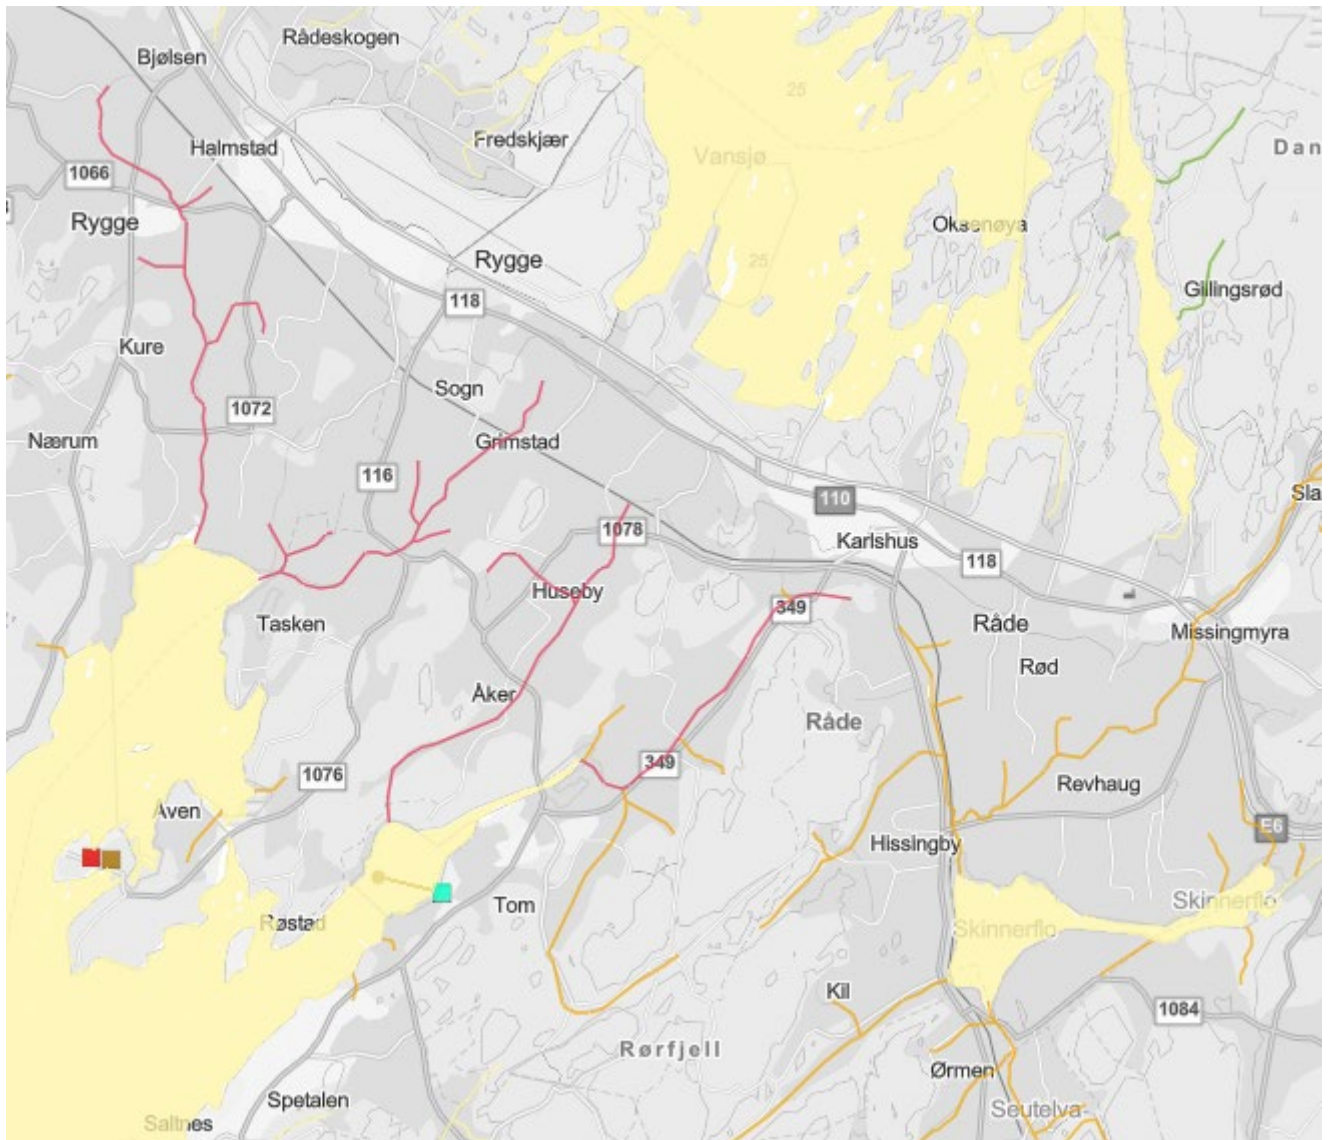 Rådeskogen
Bjølsen
25
Fredskjær
Halmstad
Vansjø
Dan
1066
Rygge
Oksenøya
Rygge
25
Gillingsrød
118
Kure
Sogn
1072
Nærum
Grimstad
116
Sla
110
1078
Karlshus
118
Huseby
349
Tasken
Råde
Missingmyra
Rød
Åker
Råde
349
1076
Revhaug
Aven
E6
Hissingby
Tom
Skinnerflo
Røstad
Skinnerflo
Kil
1084
Rørfjell
Ørmen
Spetalen
Seutelva
Saltnes